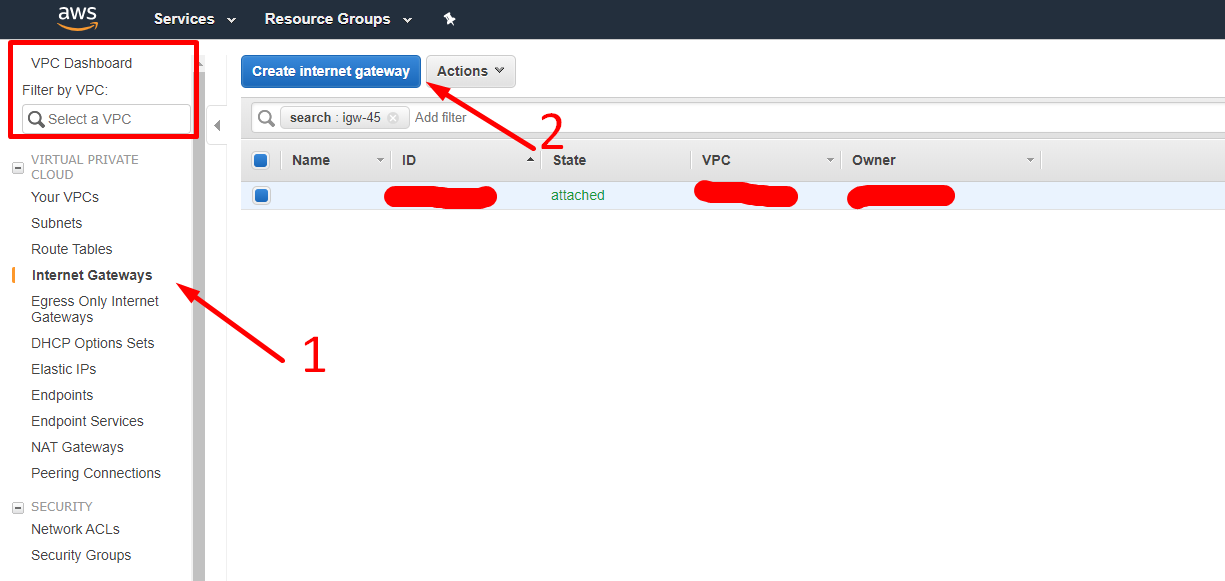 aws Services Resource Groups
VPC Dashboard
Filter by VPC:
Select a VPC
VIRTUAL PRIVATE
CLOUD
Your VPCs
Subnets
Route Tables
Internet Gateways
Egress Only Internet
Gateways
DHCP Options Sets
Elastic IPs
Endpoints
Endpoint Services
NAT Gateways
Peering Connections
SECURITY
Network ACLs
Security Groups
1
Create internet gateway Actions
search : igw-45 Add filter
2
Name ID State VPC Owner
attached